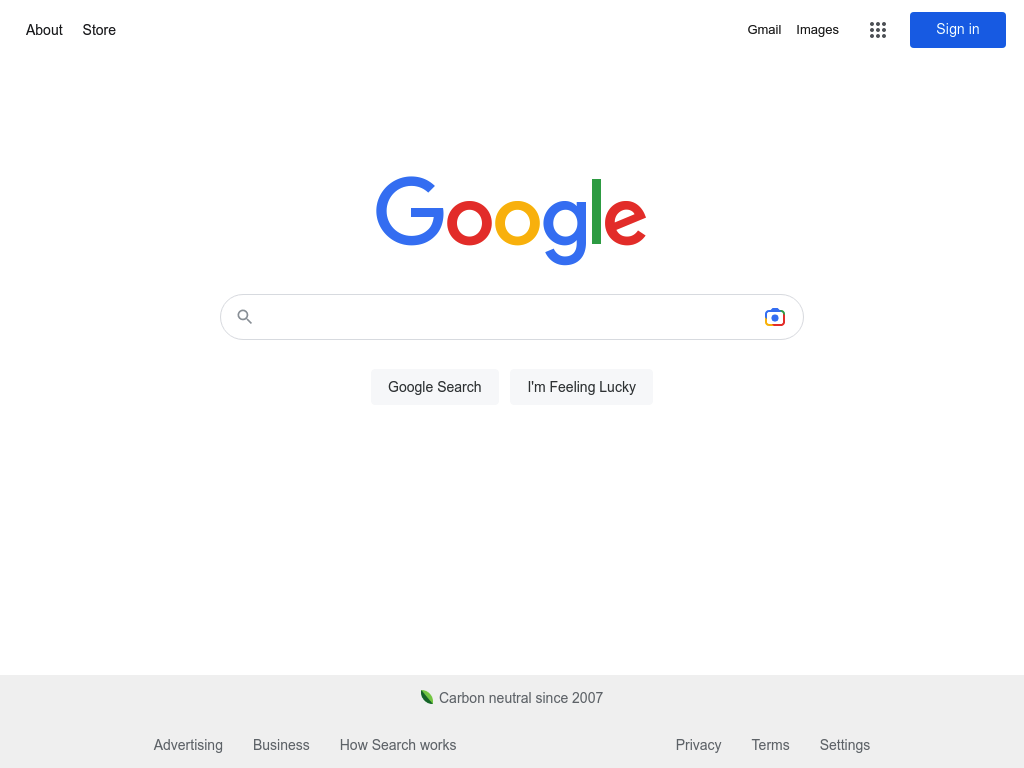 About Store
Gmail Images Sign in
Google
Google Search I'm Feeling Lucky
Carbon neutral since 2007
Advertising Business How Search works
Privacy Terms Settings